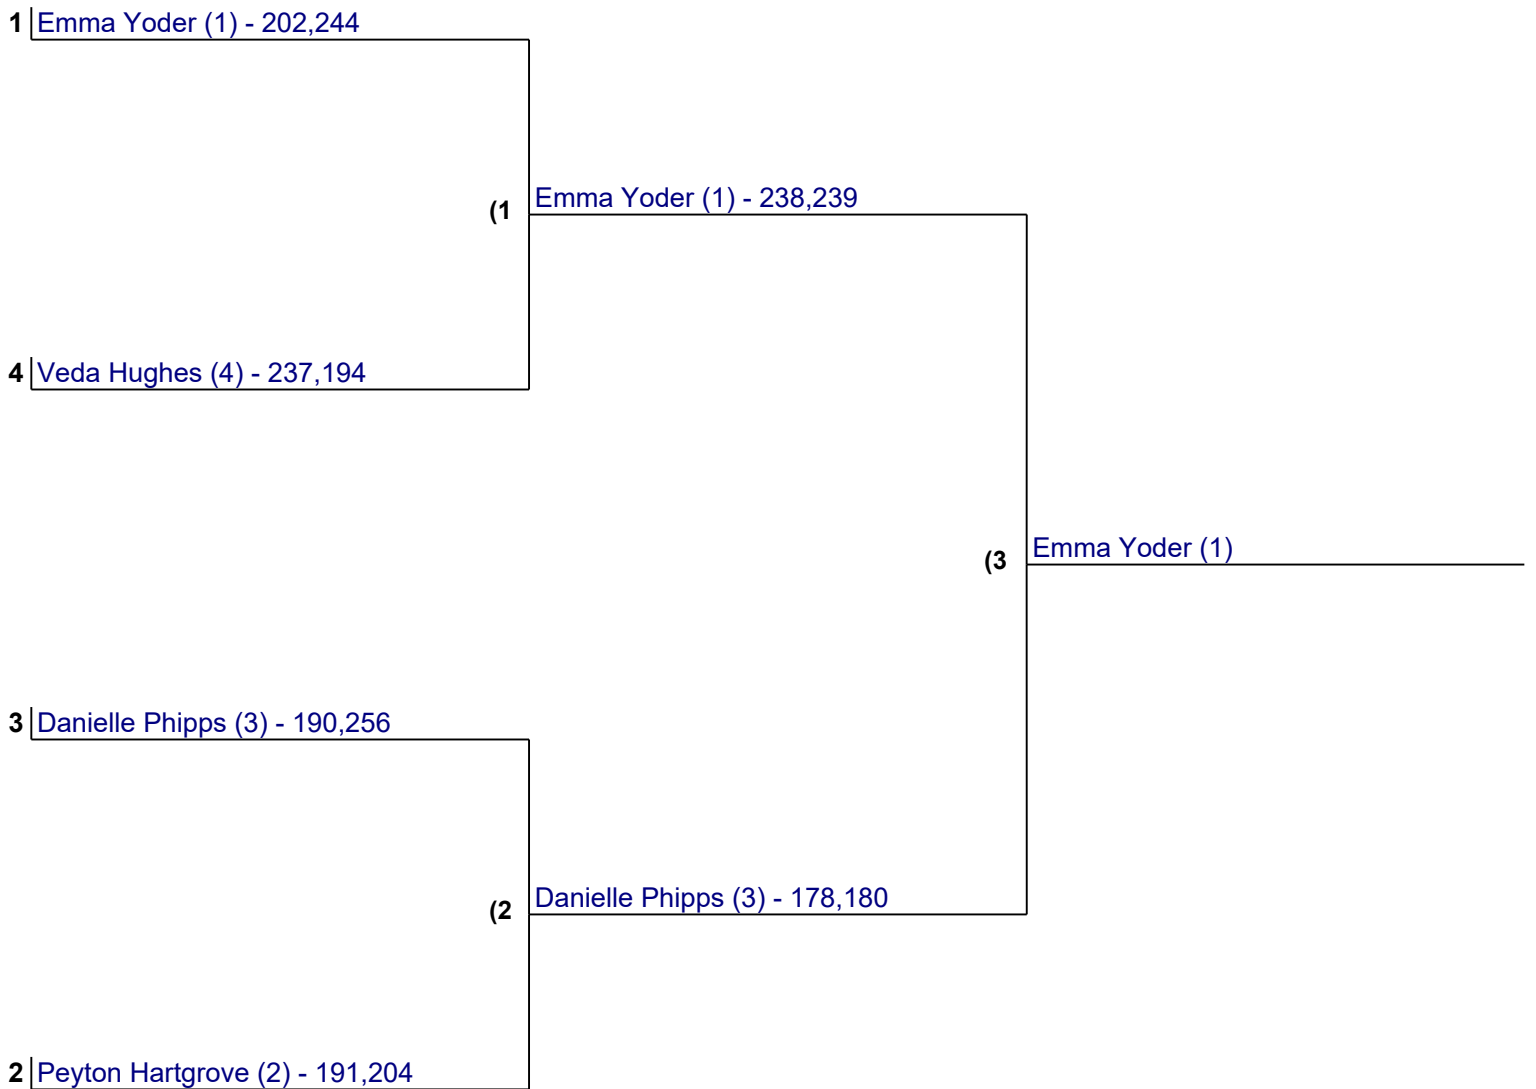 1 Emma Yoder (1) - 202,244
Emma Yoder (1) - 238,239
(1
4 Veda Hughes (4) - 237,194
Emma Yoder (1)
(3
3 Danielle Phipps (3) - 190,256
Danielle Phipps (3) - 178,180
(2
2 Peyton Hartgrove (2) - 191,204